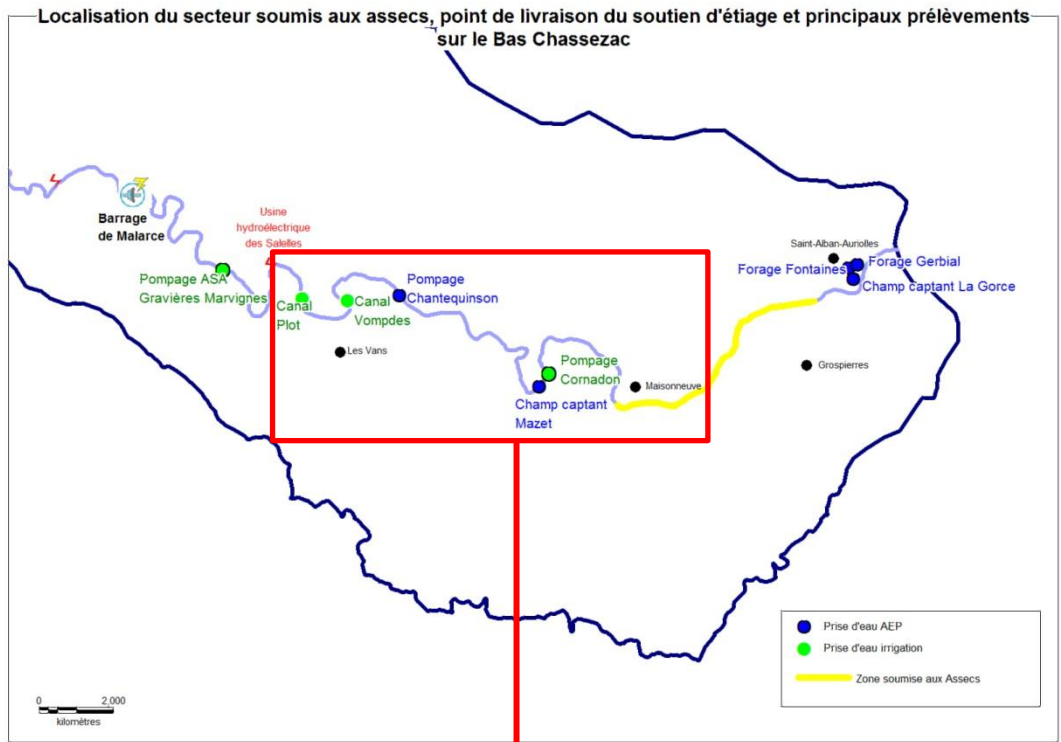 Localisation du secteur soumis aux assecs, point de livraison du soutien d'étiage et principaux prélèvements
sur le Bas Chassezac
Barrage
de Malarce
Usine
hydroélectrique
des Salelles
Pompage ASA
Gravières Marvignes
Canal
Plot
Canal
Vompdes
Pompage
Chantequinson
Les Vans
Pompage
Cornadon
Champ captant
Mazet
Maisonneuve
Saint-Alban-Auriolles
Forage Fontaines
Forage Gerbial
Champ captant La Gorce
Grospierres
Prise d'eau AEP
Prise d'eau irrigation
Zone soumise aux Assecs
0 2,000
kilomètres